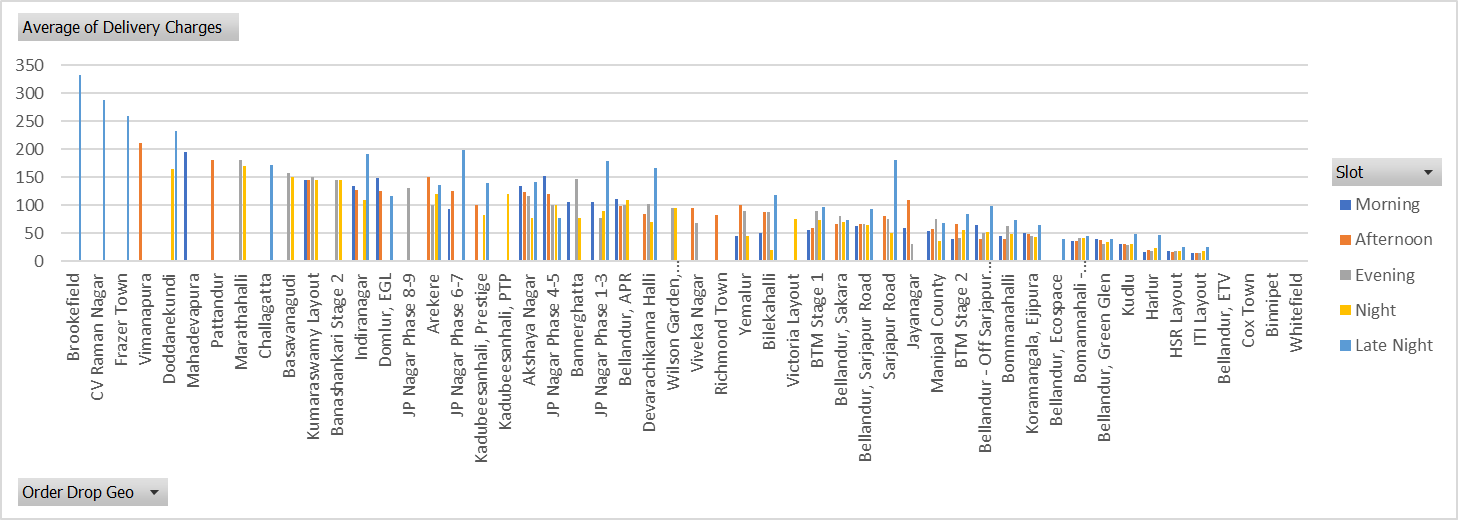 Average of Delivery Charges
350
300
250
200
150
100
50
0
Brookefield
CV Raman Nagar
Frazer Town
Vimanapura
Doddanekundi
Mahadevapura
Pattandur
Marathahalli
Challagatta
Basavanagudi
Kumaraswamy Layout
Banashankari Stage 2
Indiranagar
Domlur, EGL
JP Nagar Phase 8-9
Arekere
JP Nagar Phase 6-7
Kadubeesanhali, Prestige
Kadubeesanhali, PTP
Akshaya Nagar
JP Nagar Phase 4-5
Bannerghatta
JP Nagar Phase 1-3
Bellandur, APR
Devarachikanna Halli
Wilson Garden,...
Viveka Nagar
Richmond Town
Yemalur
Bilekahalli
Victoria Layout
BTM Stage 1
Bellandur, Sakara
Bellandur, Sarjapur Road
Sarjapur Road
Jayanagar
Manipal County
BTM Stage 2
Bellandur - Off Sarjapur...
Bommanahalli
Koramangala, Ejipura
Bellandur, Ecospace
Bomannahali -...
Bellandur, Green Glen
Kudlu
Harlur
HSR Layout
ITI Layout
Bellandur, ETV
Cox Town
Binnipet
Whitefield
Slot
Morning
Afternoon
Evening
Night
Late Night
Order Drop Geo